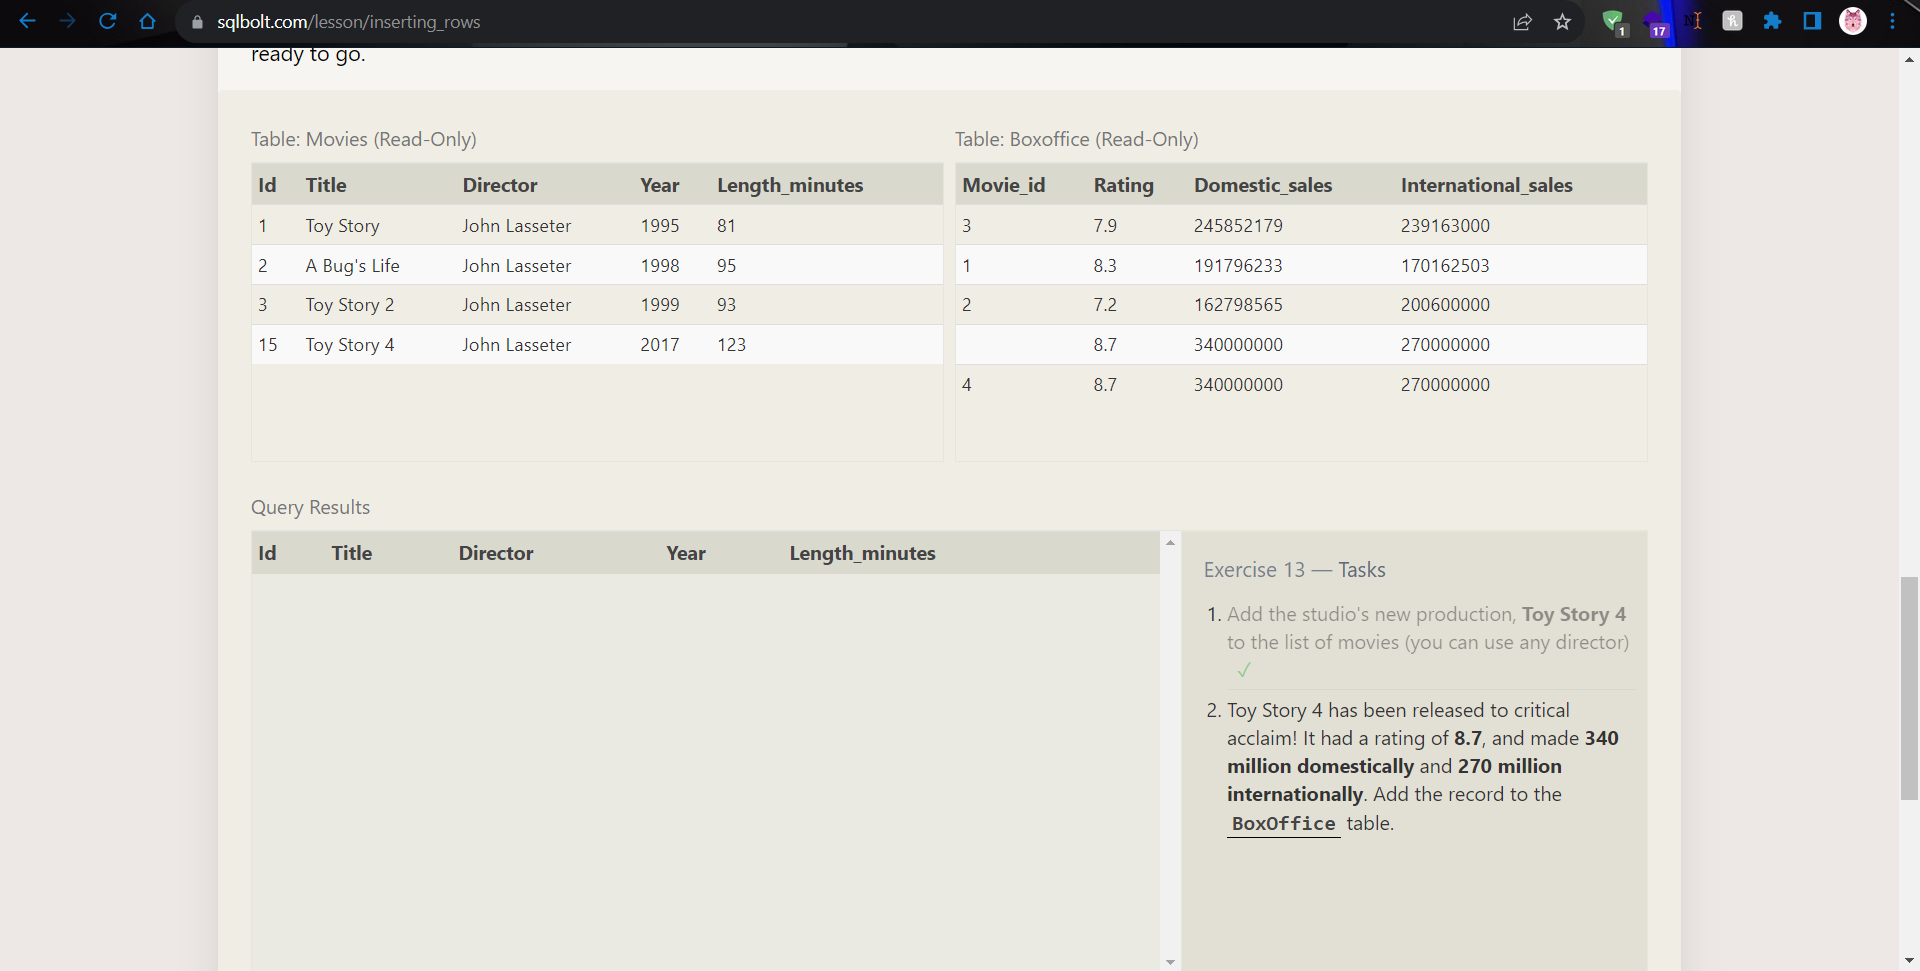 sqlbolt.com/lesson/inserting_rows
1
17
ready to go.
Table: Movies (Read-Only)
Id Title Director Year Length_minutes
1 Toy Story John Lasseter 1995 81
2 A Bug's Life John Lasseter 1998 95
3 Toy Story 2 John Lasseter 1999 93
15 Toy Story 4 John Lasseter 2017 123
Table: Boxoffice (Read-Only)
Movie_id Rating Domestic_sales International_sales
3 7.9 245852179 239163000
1 8.3 191796233 170162503
2 7.2 162798565 200600000
8.7 340000000 270000000
4 8.7 340000000 270000000
Query Results
Id Title Director Year Length_minutes
Exercise 13 — Tasks
1. Add the studio's new production, Toy Story 4
to the list of movies (you can use any director)
✓
2. Toy Story 4 has been released to critical
acclaim! It had a rating of 8.7, and made 340
million domestically and 270 million
internationally. Add the record to the
BoxOffice table.